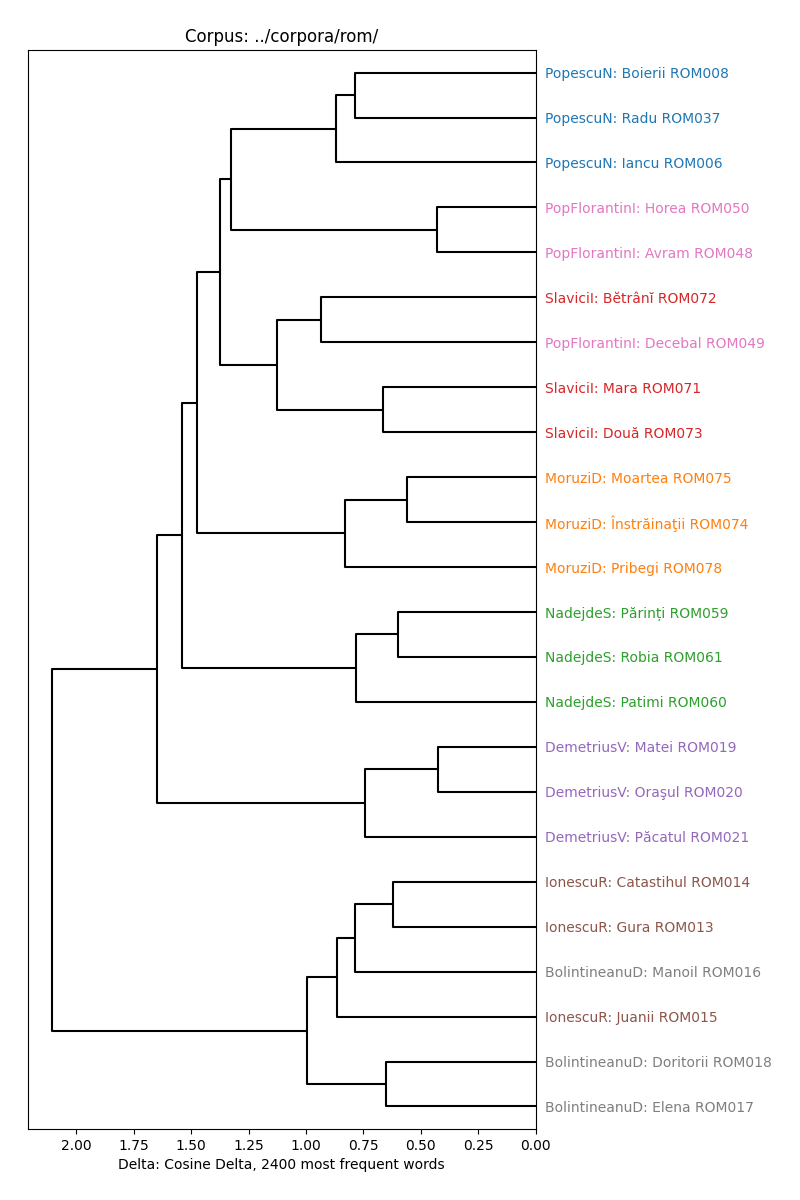 Corpus: ../corpora/rom/
PopescuN: Boierii ROM008
PopescuN: Radu ROM037
PopescuN: Iancu ROM006
PopFlorantinI: Horea ROM050
PopFlorantinI: Avram ROM048
SlaviciI: Bĕtrânĭ ROM072
PopFlorantinI: Decebal ROM049
SlaviciI: Mara ROM071
SlaviciI: Două ROM073
MoruziD: Moartea ROM075
MoruziD: Înstrăinaţii ROM074
MoruziD: Pribegi ROM078
NadejdeS: Părinți ROM059
NadejdeS: Robia ROM061
NadejdeS: Patimi ROM060
DemetriusV: Matei ROM019
DemetriusV: Oraşul ROM020
DemetriusV: Păcatul ROM021
IonescuR: Catastihul ROM014
IonescuR: Gura ROM013
BolintineanuD: Manoil ROM016
IonescuR: Juanii ROM015
BolintineanuD: Doritorii ROM018
BolintineanuD: Elena ROM017
2.00 1.75 1.50 1.25 1.00 0.75 0.50 0.25 0.00
Delta: Cosine Delta, 2400 most frequent words